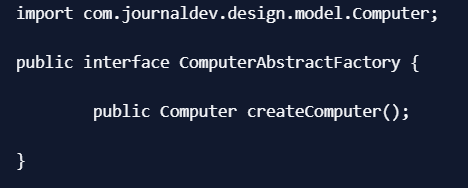 import com.journaldev.design.model.Computer;
public interface ComputerAbstractFactory {
public Computer createComputer();
}